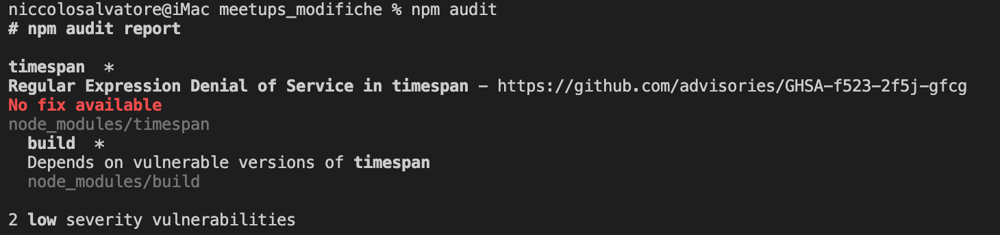 niccolosalvatore@iMac meetups_modifiche % npm audit
# npm audit report
timespan *
Regular Expression Denial of Service in timespan - https://github.com/advisories/GHSA-f523-2f5j-gfcg
No fix available
node_modules/timespan
build *
Depends on vulnerable versions of timespan
node_modules/build
2 low severity vulnerabilities